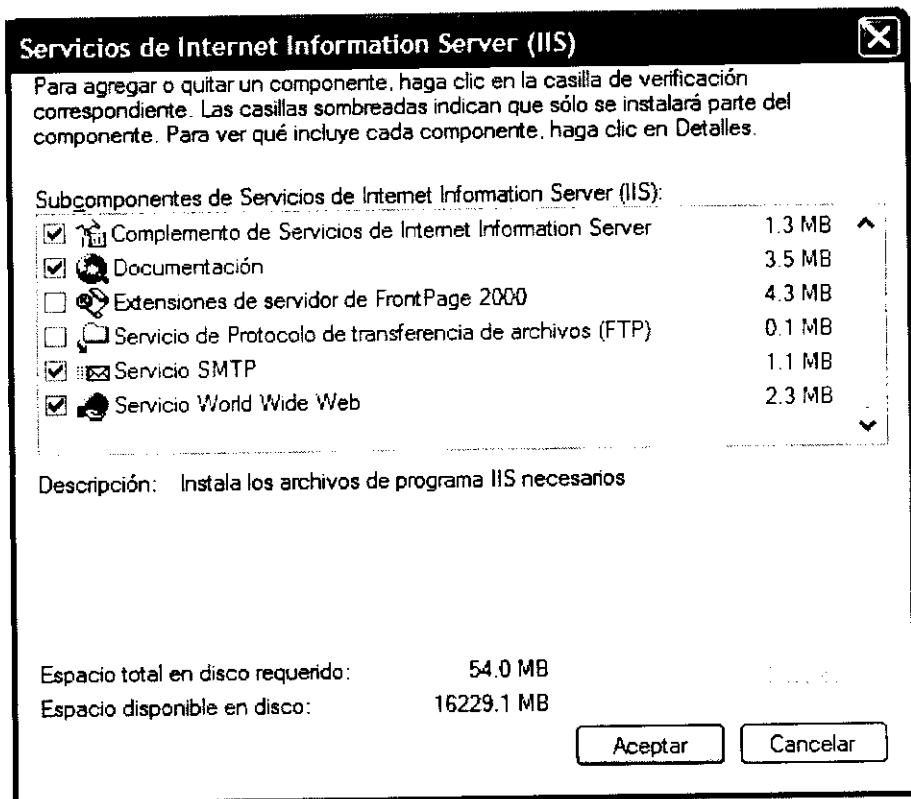 Servicios de Internet Information Server (IIS)
Para agregar o quitar un componente, haga clic en la casilla de verificación
correspondiente. Las casillas sombreadas indican que sólo se instalará parte del
componente. Para ver qué incluye cada componente, haga clic en Detalles.
Subcomponentes de Servicios de Internet Information Server (IIS):
Complemento de Servicios de Internet Information Server 1.3 MB
Documentación 3.5 MB
Extensiones de servidor de FrontPage 2000 4.3 MB
Servicio de Protocolo de transferencia de archivos (FTP) 0.1 MB
Servicio SMTP 1.1 MB
Servicio World Wide Web 2.3 MB
Descripción: Instala los archivos de programa IIS necesarios
Espacio total en disco requerido: 54.0 MB
Espacio disponible en disco: 16229.1 MB
Aceptar Cancelar